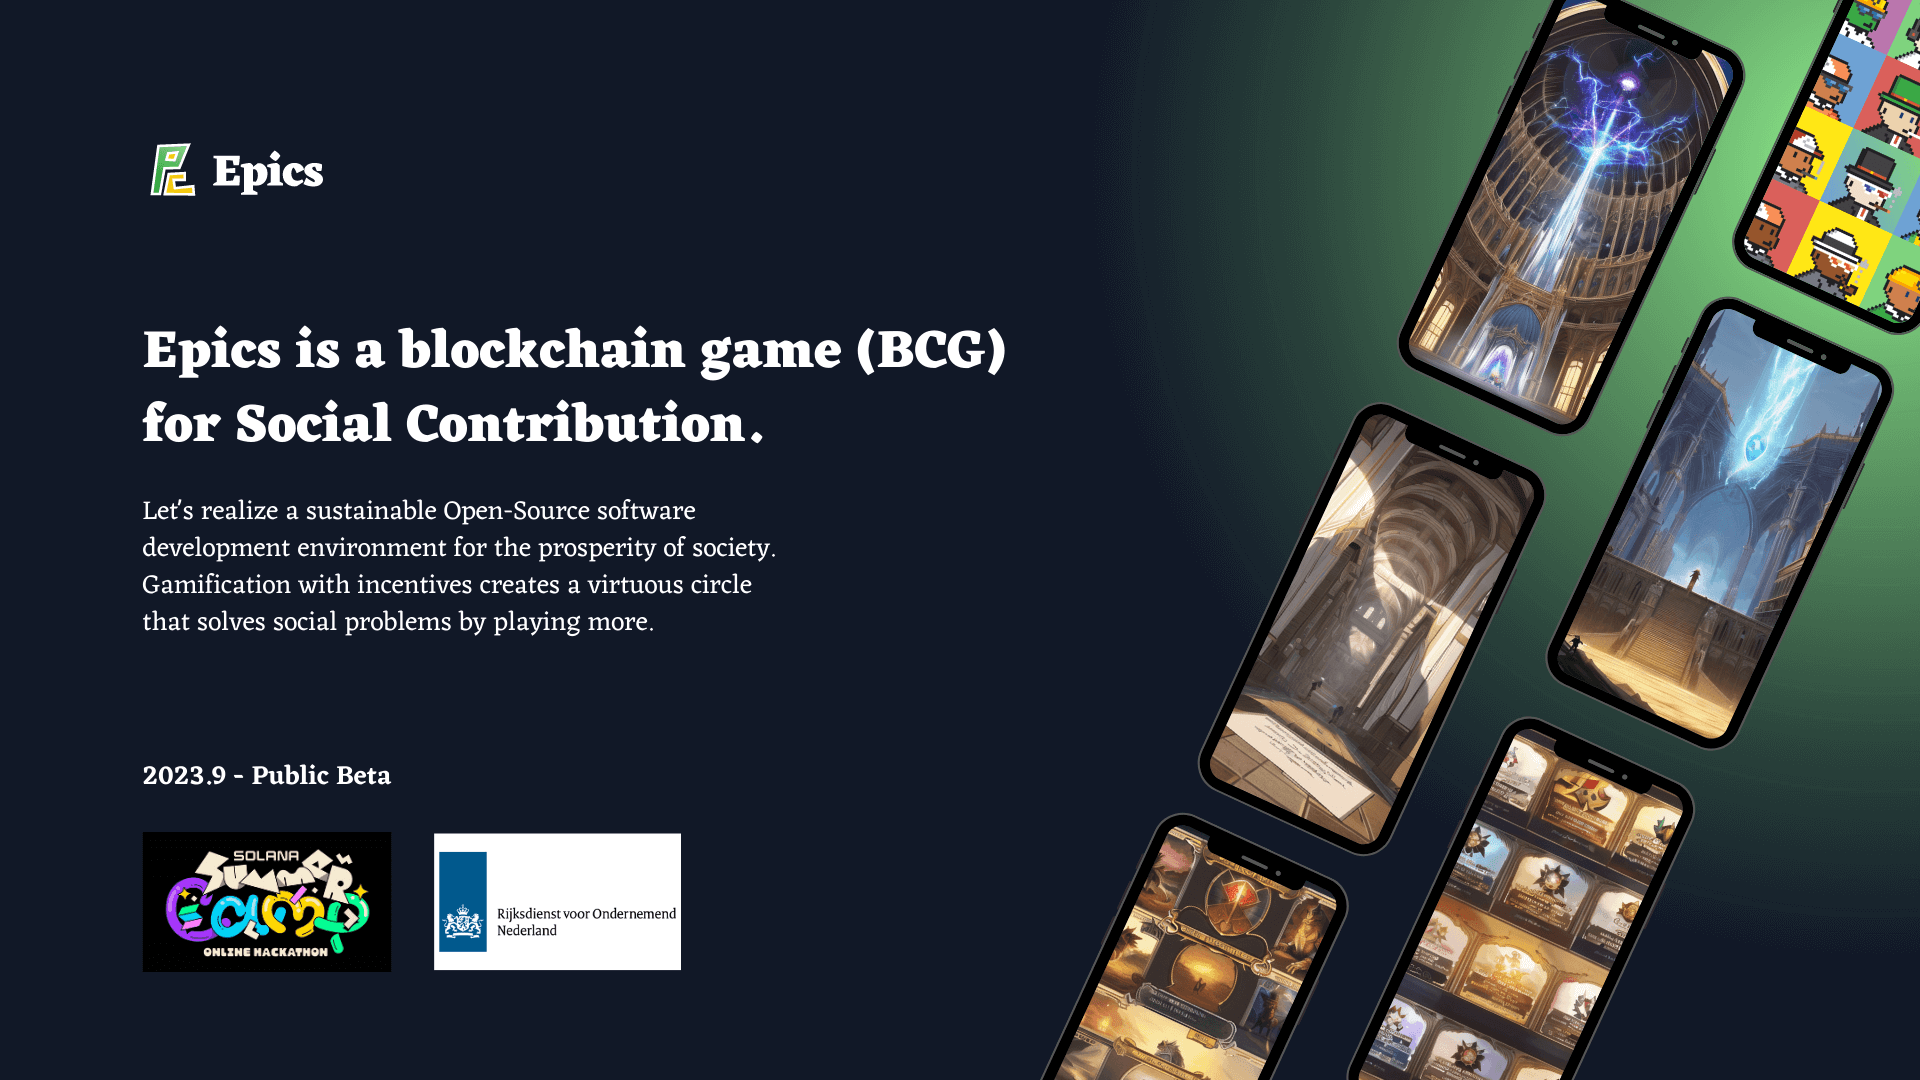 Epics
Epics is a blockchain game (BCG)
for Social Contribution.
Let's realize a sustainable Open-Source software
development environment for the prosperity of society.
Gamification with incentives creates a virtuous circle
that solves social problems by playing more.
2023.9 - Public Beta
SOLANA
SUMMER
Camp
ONLINE HACKATHON
Rijksdienst voor Ondernemend
Nederland